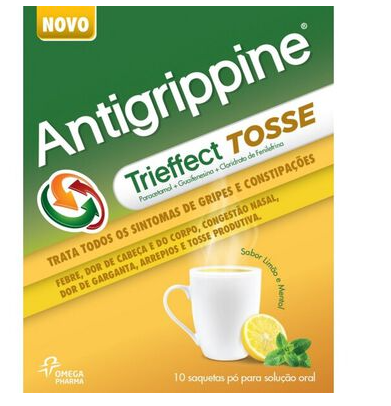 NOVO
Antigrippine®
Trieffect TOSSE
Paracetamol + Guaifenesina + Cloridrato de Fenilefrina
TRATA TODOS OS SINTOMAS DE GRIPES E CONSTIPAÇÕES
FEBRE, DOR DE CABEÇA E DO CORPO, CONGESTÃO NASAL,
DOR DE GARGANTA, ARREPIOS E TOSSE PRODUTIVA.
Sabor Limão e Mentol
OMEGA
PHARMA
10 saquetas pó para solução oral